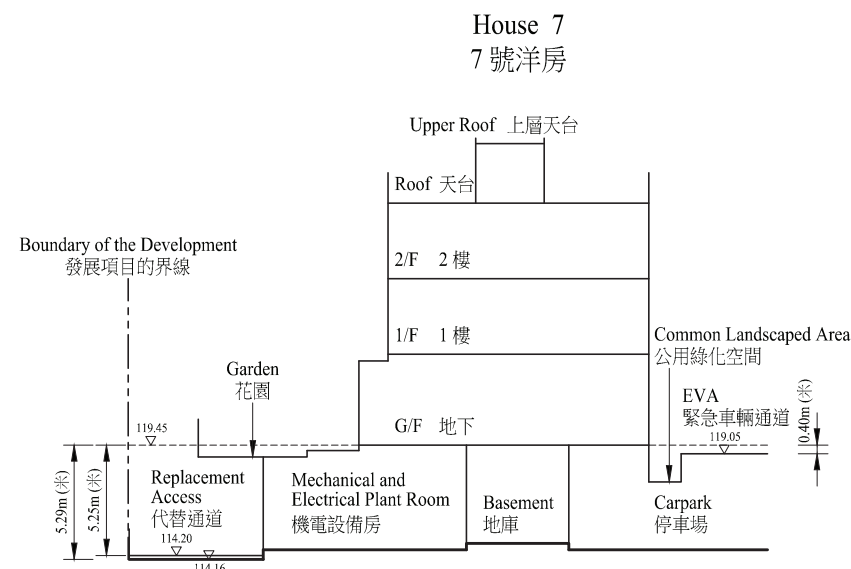 House 7
7 號洋房
Upper Roof 上層天台
Roof 天台
Boundary of the Development
發展項目的界線
2/F 2 樓
1/F 1 樓
Common Landscaped Area
公用綠化空間
Garden
花園
EVA
緊急車輛通道
0.40m (米)
G/F 地下
119.45
119.05
5.29m (米)
5.25m (米)
Replacement
Access
代替通道
Mechanical and
Electrical Plant Room
機電設備房
Basement
地庫
Carpark
停車場
114.20
114.16